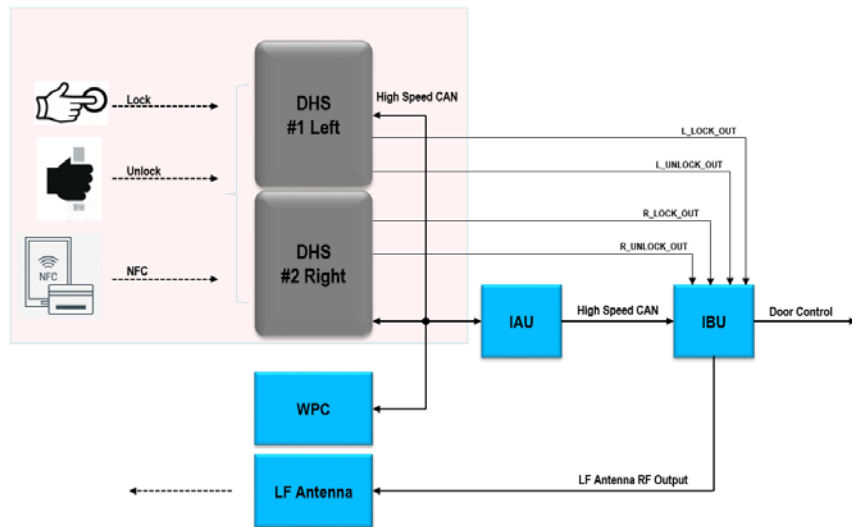 Lock
Unlock
NFC
NFC
DHS
#1 Left
DHS
#2 Right
High Speed CAN
L_LOCK_OUT
L_UNLOCK_OUT
R_LOCK_OUT
R_UNLOCK_OUT
IAU
High Speed CAN
IBU
Door Control
WPC
LF Antenna
LF Antenna RF Output